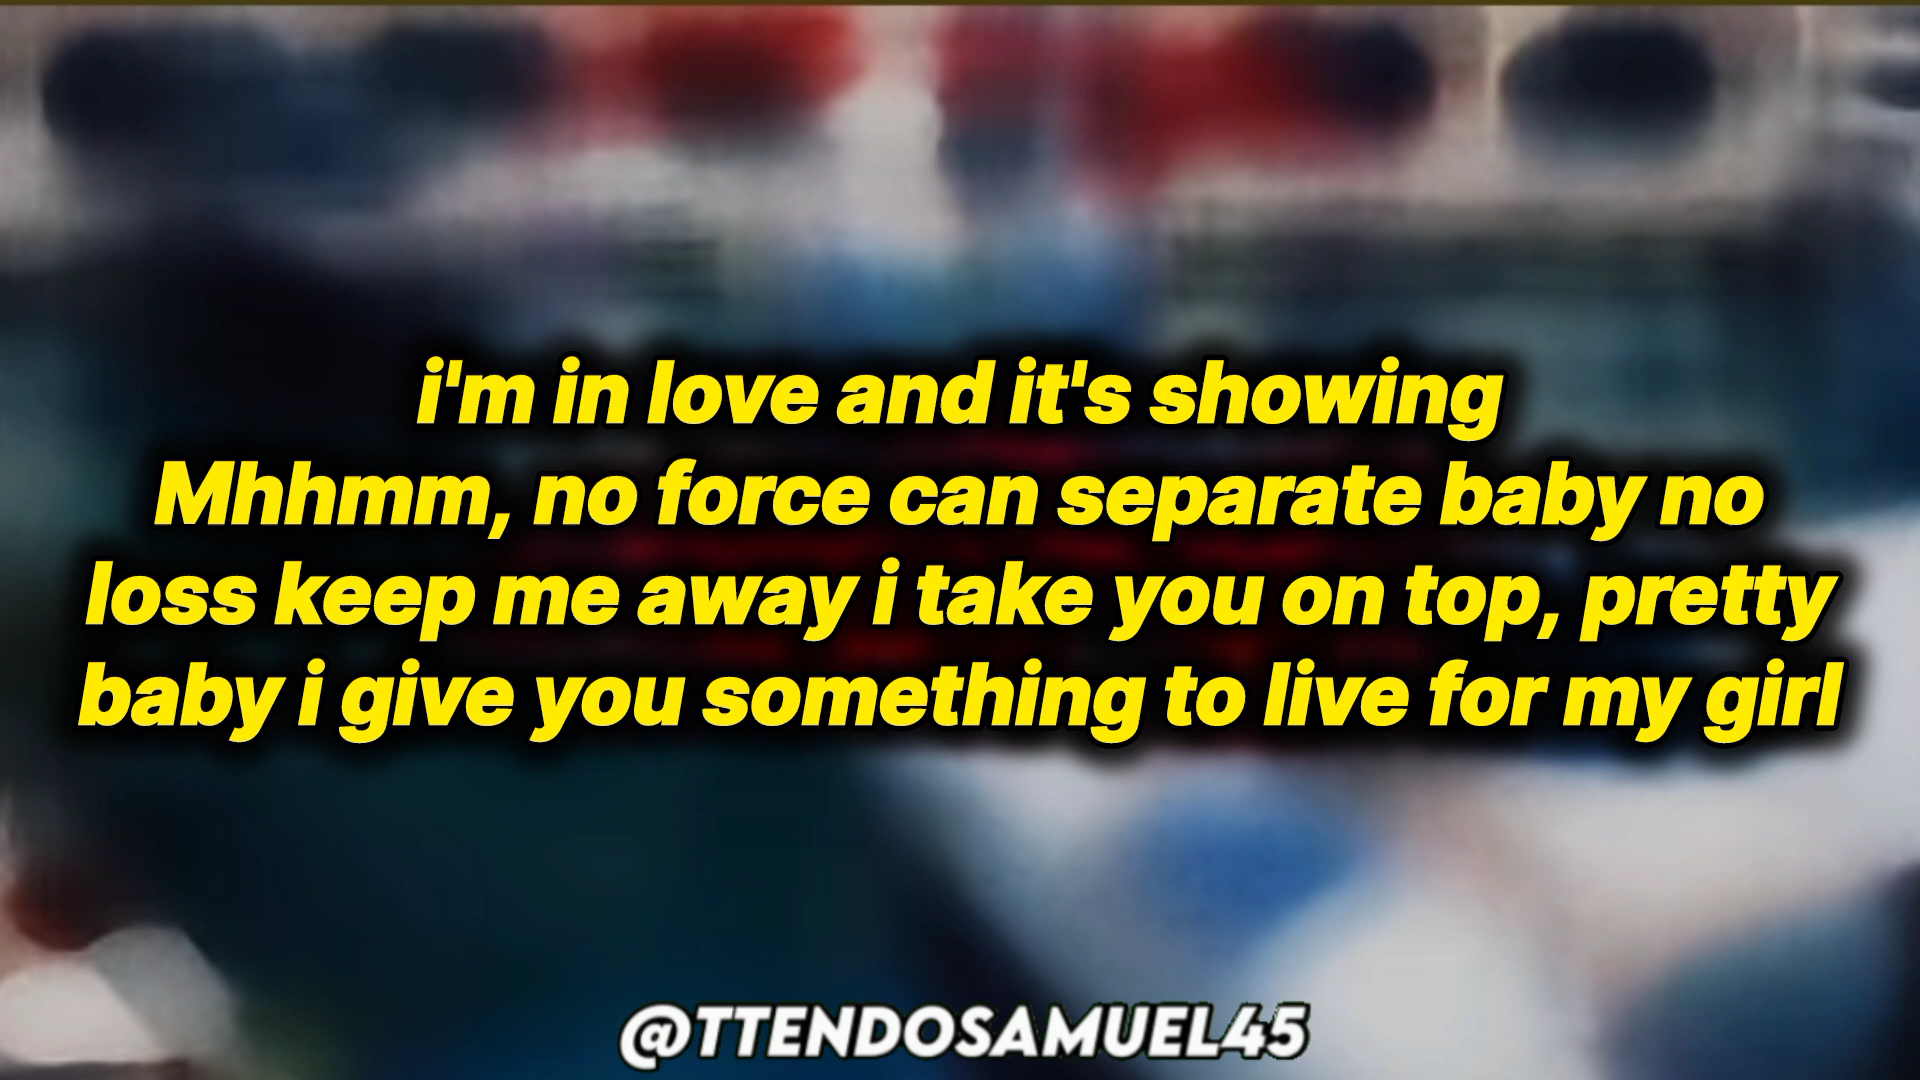 i'm in love and it's showing
Mhhmm, no force can separate baby no
loss keep me away i take you on top, pretty
baby i give you something to live for my girl
@TTENDOSAMUEL45